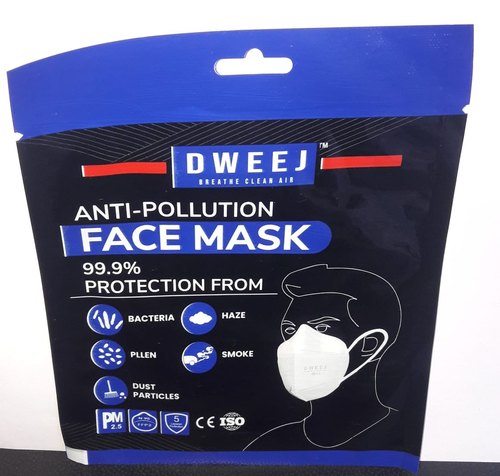 DWEEJ™
BREATHE CLEAN AIR
ANTI-POLLUTION
FACE MASK
99.9%
PROTECTION FROM
BACTERIA
HAZE
PLLEN
SMOKE
DUST
PARTICLES
PM
2.5
5
CE ISO
DWEEJ